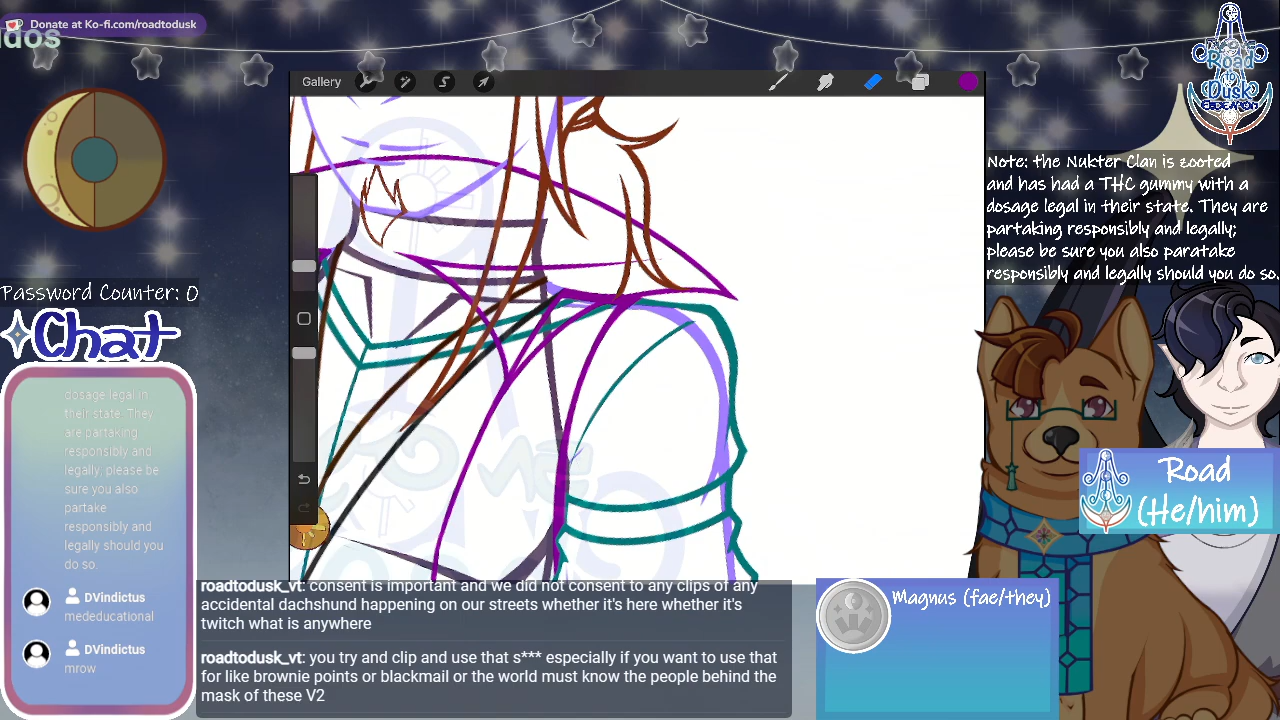 Donate at Ko-fi.com/roadtodusk
dos
Gallery
Road
to
Dusk
Note: the Nukter Clan is zooted
and has had a THC gummy with a
dosage legal in their state. They are
partaking responsibly and legally;
please be sure you also paratake
responsibly and legally should you do so.
Password Counter: 0
Chat
dosage legal in
their state. They
are partaking
responsibly and
legally, please be
sure you also
partake
responsibly and
legally should you
do so.
DVindictus
mededucational
DVindictus
mrow
roadtodusk_vt: consent is important and we did not consent to any clips of any
accidental dachshund happening on our streets whether it's here whether it's
twitch what is anywhere
roadtodusk_vt: you try and clip and use that s*** especially if you want to use that
for like brownie points or blackmail or the world must know the people behind the
mask of these V2
Road
(He/him)
Magnus (fae/they)